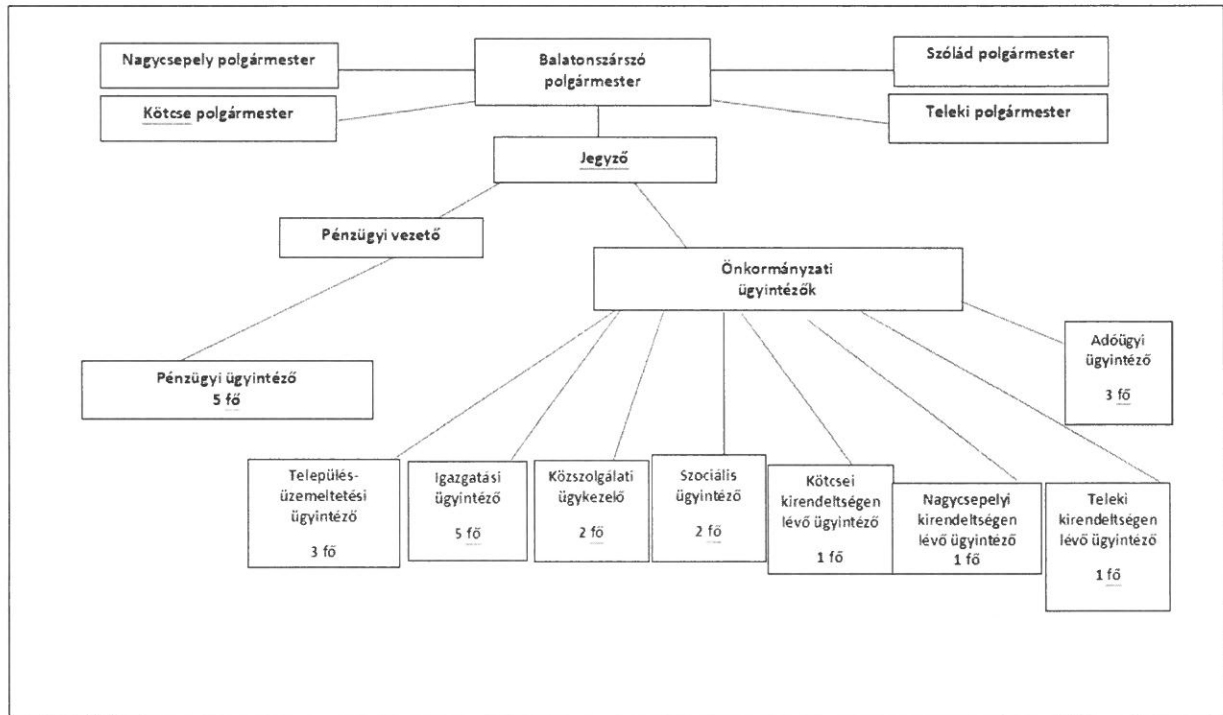 Nagycsepely polgármester
Balatonszárszó
polgármester
Szólád polgármester
Kötcse polgármester
Teleki polgármester
Jegyző
Pénzügyi vezető
Önkormányzati
ügyintézők
Adóügyi
ügyintéző
3 fő
Pénzügyi ügyintéző
5 fő
Település-
üzemeltetési
ügyintéző
3 fő
Igazgatási
ügyintéző
5 fő
Közszolgálati
ügykezelő
2 fő
Szociális
ügyintéző
2 fő
Kötcsei
kirendeltségen
lévő ügyintéző
1 fő
Nagycsepelyi
kirendeltségen
lévő ügyintéző
1 fő
Teleki
kirendeltségen
lévő ügyintéző
1 fő